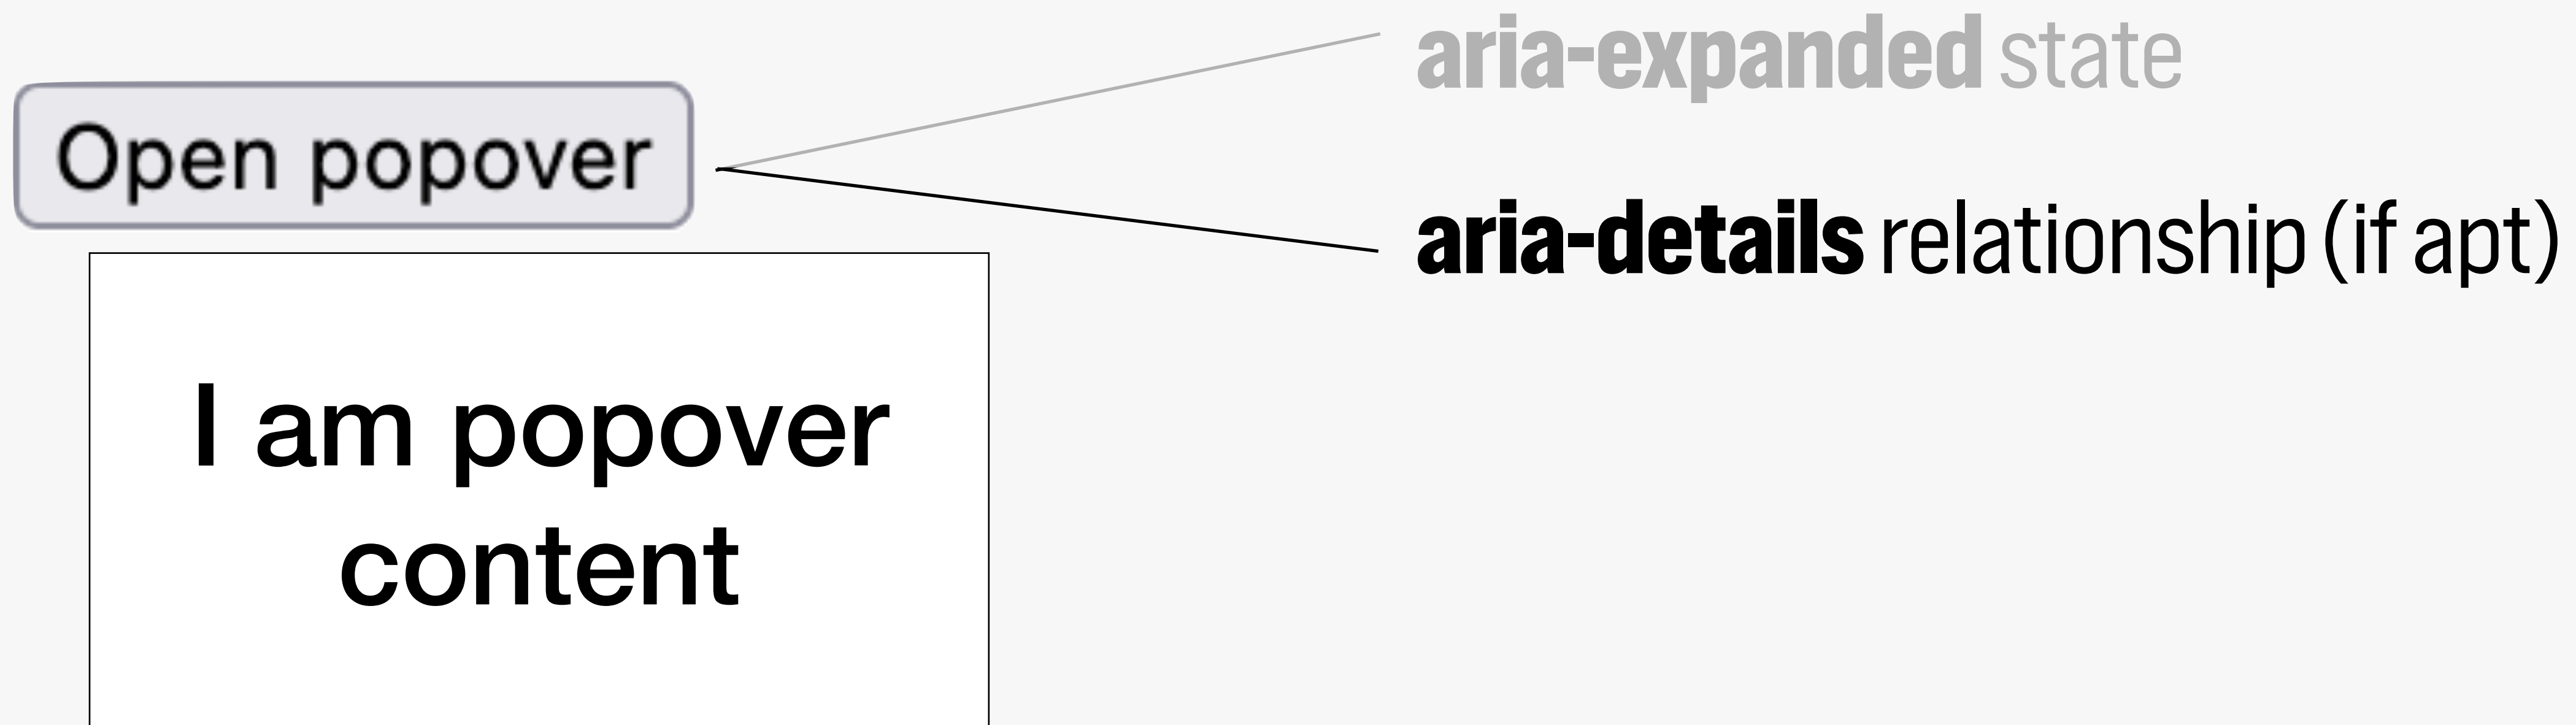 aria-expanded state
Open popover
aria-details relationship (if apt)
I am popover
content